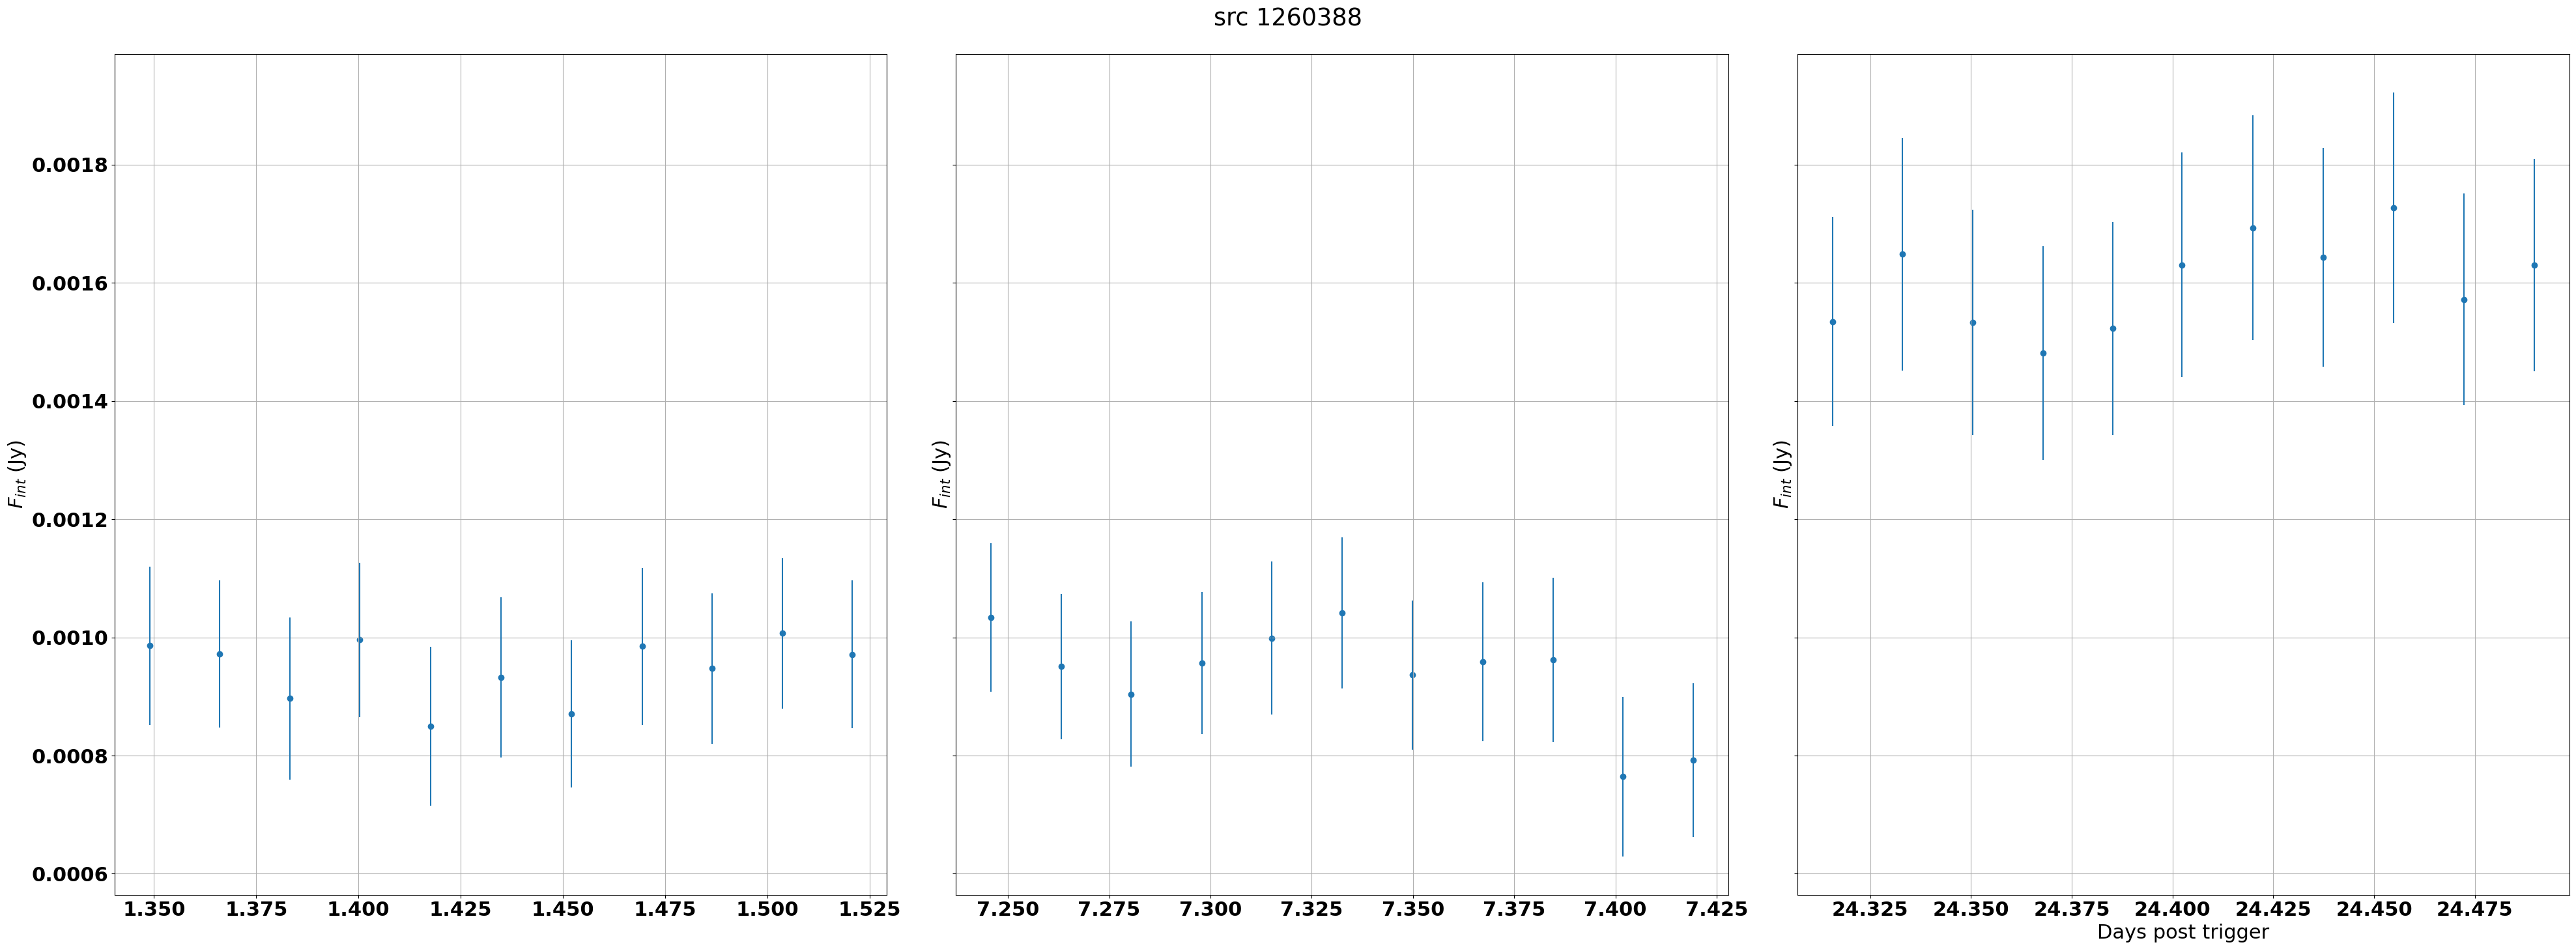 src 1260388
F_int (Jy)
0.0018
0.0016
0.0014
0.0012
0.0010
0.0008
0.0006
1.350 1.375 1.400 1.425 1.450 1.475 1.500 1.525
F_int (Jy)
7.250 7.275 7.300 7.325 7.350 7.375 7.400 7.425
F_int (Jy)
24.325 24.350 24.375 24.400 24.425 24.450 24.475
Days post trigger